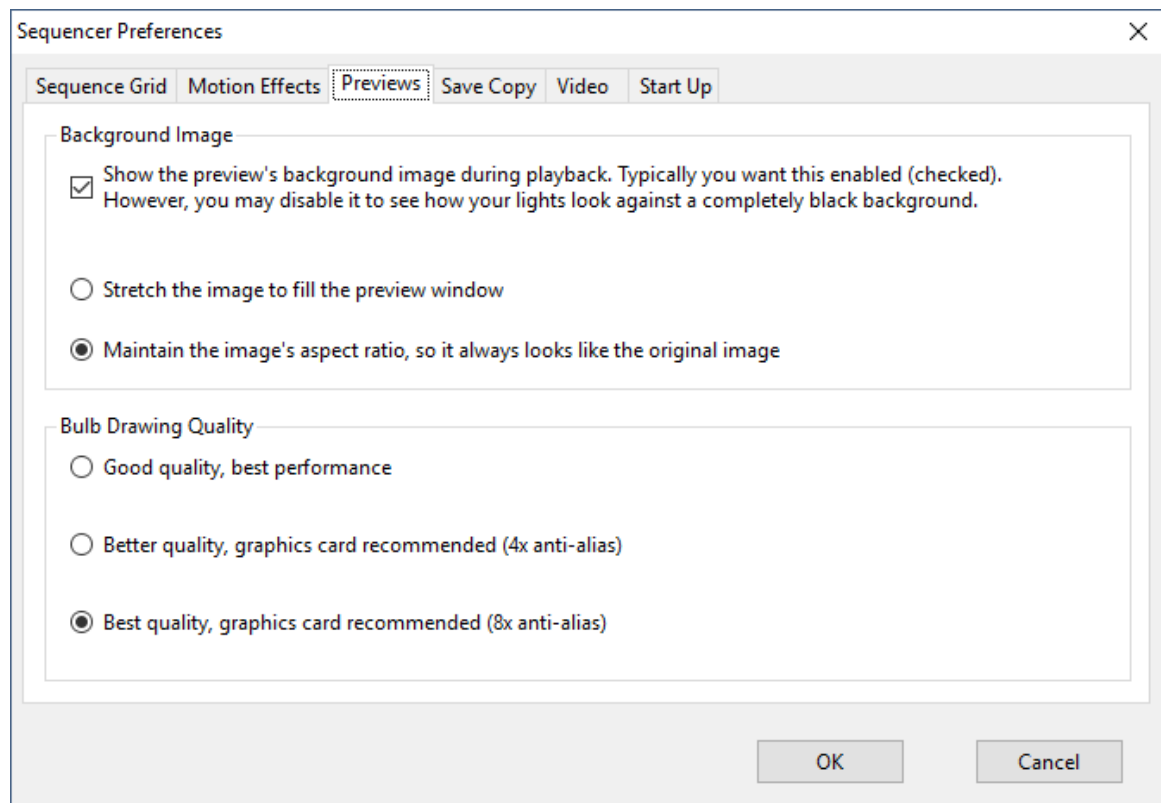 Sequencer Preferences
Sequence Grid
Motion Effects
Previews
Save Copy
Video
Start Up
Background Image
Show the preview's background image during playback. Typically you want this enabled (checked).
However, you may disable it to see how your lights look against a completely black background.
Stretch the image to fill the preview window
Maintain the image's aspect ratio, so it always looks like the original image
Bulb Drawing Quality
Good quality, best performance
Better quality, graphics card recommended (4x anti-alias)
Best quality, graphics card recommended (8x anti-alias)
OK
Cancel